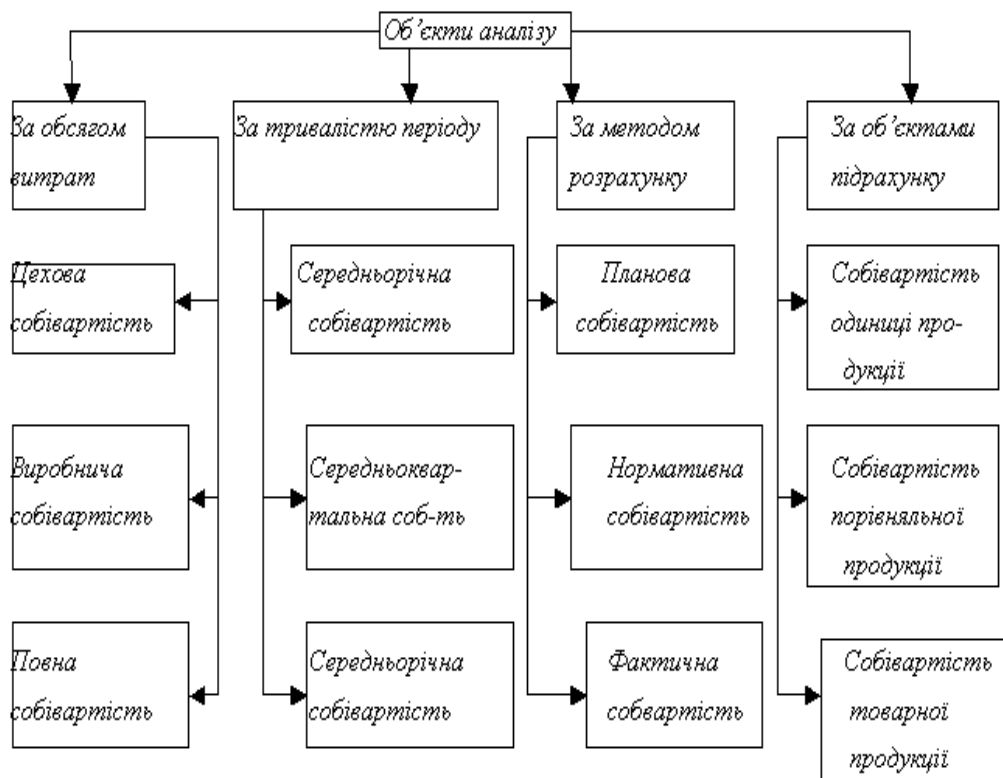 Об’єкти аналізу
За обсягом
витрат
За тривалістю періоду
За методом
розрахунку
За об’єктами
підрахунку
Цехова
собівартість
Середньорічна
собівартість
Планова
собівартість
Собівартість
одиниці про-
дукції
Виробнича
собівартість
Середньоквар-
тальна соб-ть
Нормативна
собівартість
Собівартість
порівняльної
продукції
Повна
собівартість
Середньорічна
собівартість
Фактична
собвартість
Собівартість
товарної
продукції